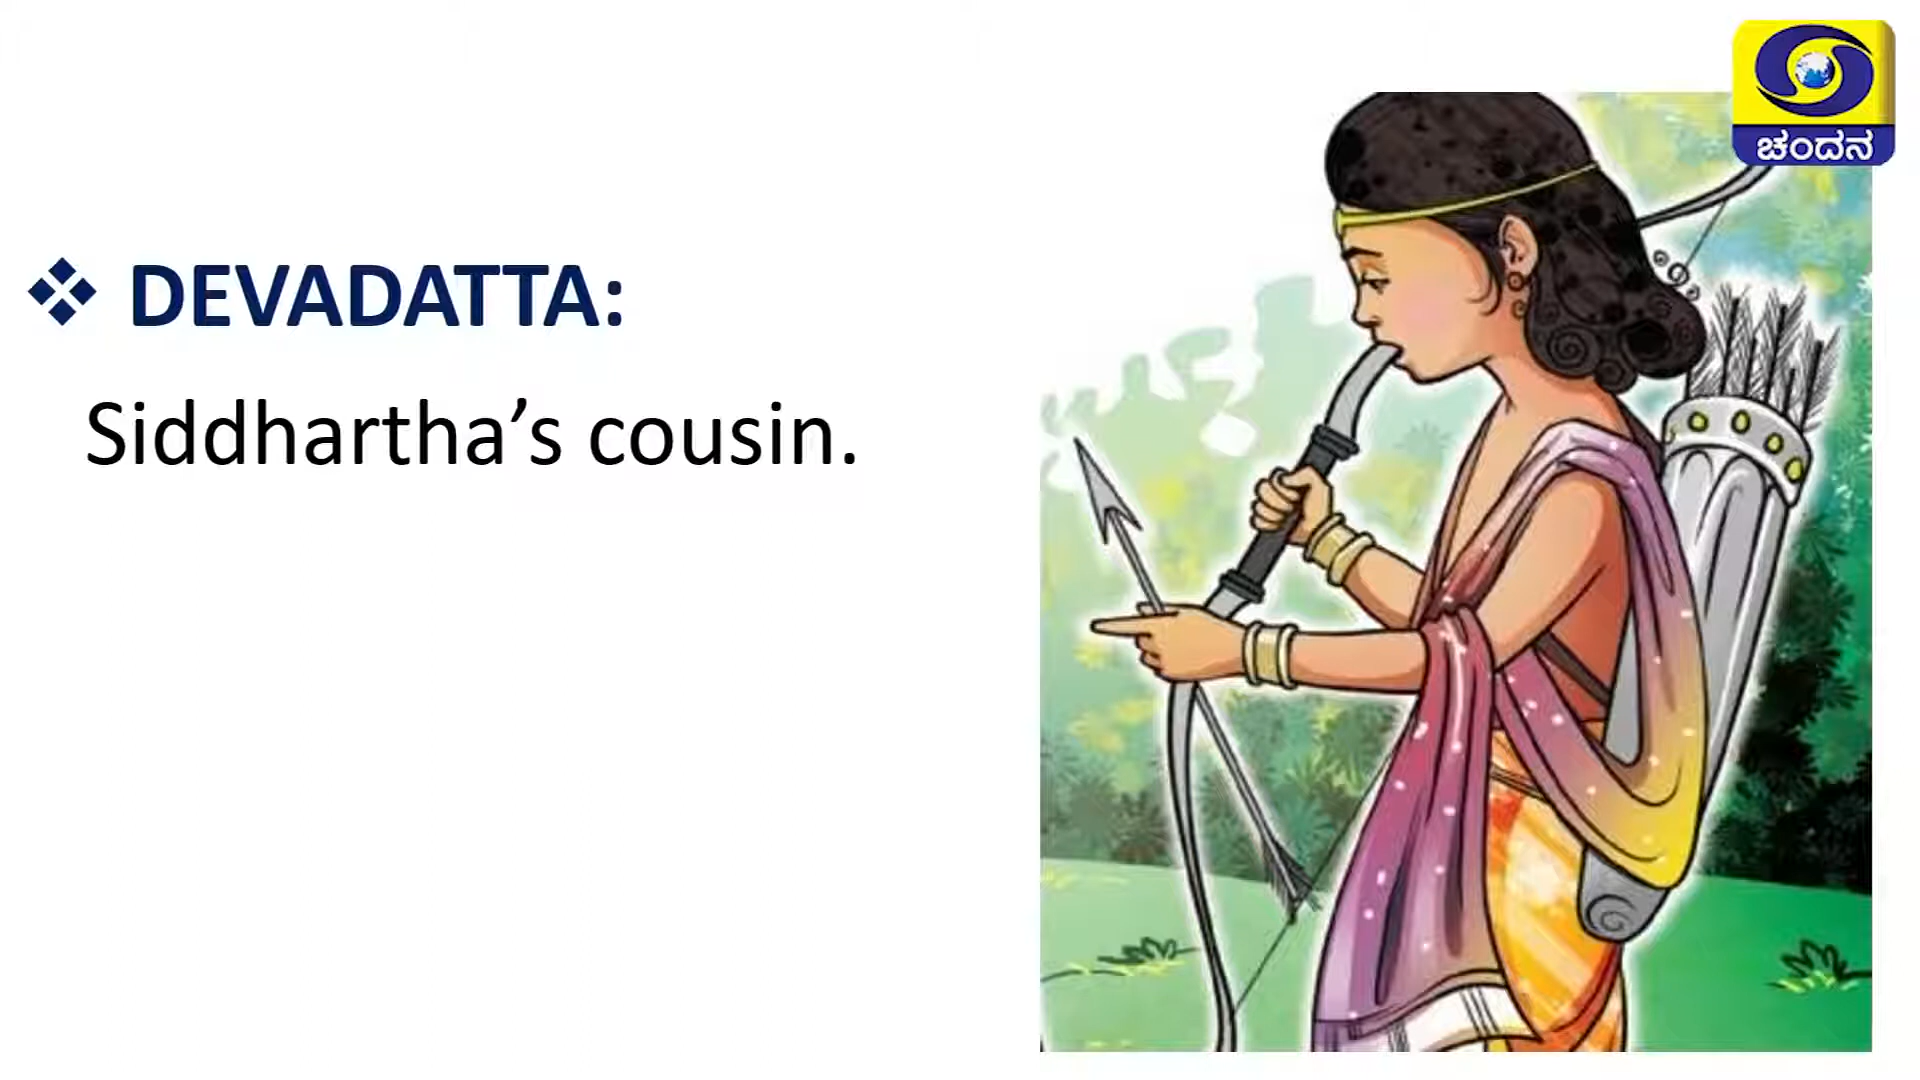 ಚಂದನ
❖ DEVADATTA:
Siddhartha’s cousin.